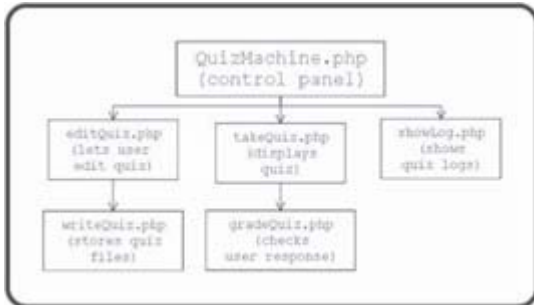 QuizMachine.php
(control panel)
editQuiz.php
(lets user
edit quiz)
takeQuiz.php
(displays
quiz)
showLog.php
(shows
quiz logs)
writeQuiz.php
(stores quiz
files)
gradeQuiz.php
(checks
user response)